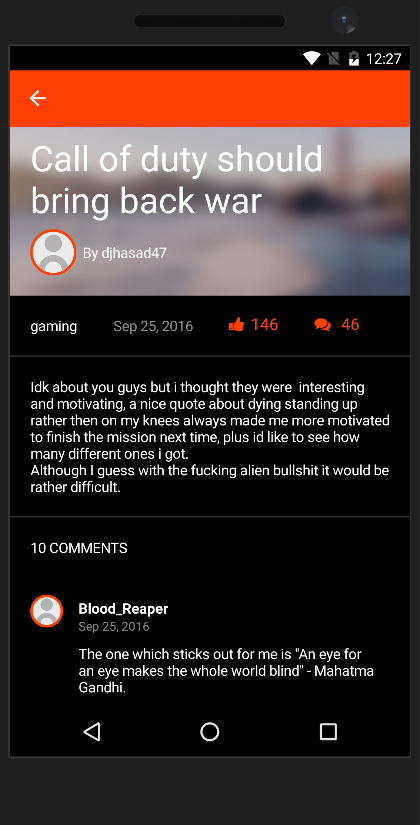 12:27
Call of duty should
bring back war
By djhasad47
gaming Sep 25, 2016 146 46
Idk about you guys but i thought they were  interesting
and motivating, a nice quote about dying standing up
rather then on my knees always made me more motivated
to finish the mission next time, plus id like to see how
many different ones i got.
Although I guess with the fucking alien bullshit it would be
rather difficult.
10 COMMENTS
Blood_Reaper
Sep 25, 2016
The one which sticks out for me is "An eye for
an eye makes the whole world blind" - Mahatma
Gandhi.